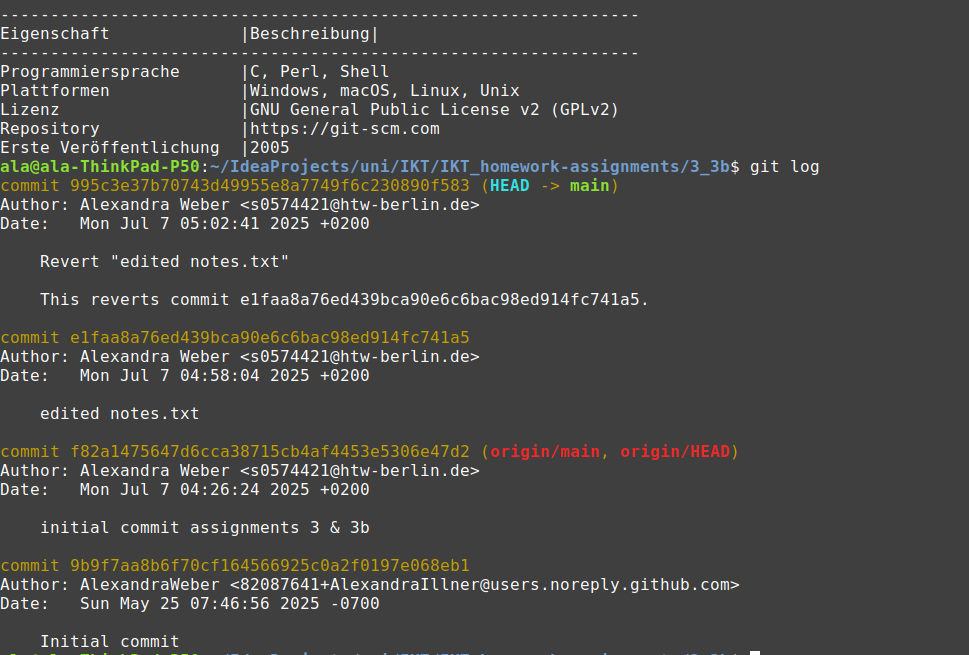 ----------------------------------------------------------------
Eigenschaft             |Beschreibung|
----------------------------------------------------------------
Programmiersprache      |C, Perl, Shell
Plattformen             |Windows, macOS, Linux, Unix
Lizenz                  |GNU General Public License v2 (GPLv2)
Repository              |https://git-scm.com
Erste Veröffentlichung  |2005
ala@ala-ThinkPad-P50:~/IdeaProjects/uni/IKT/IKT_homework-assignments/3_3b$ git log
commit 995c3e37b70743d49955e8a7749f6c230890f583 (HEAD -> main)
Author: Alexandra Weber <s0574421@htw-berlin.de>
Date:   Mon Jul 7 05:02:41 2025 +0200
    Revert "edited notes.txt"
    This reverts commit e1faa8a76ed439bca90e6c6bac98ed914fc741a5.
commit e1faa8a76ed439bca90e6c6bac98ed914fc741a5
Author: Alexandra Weber <s0574421@htw-berlin.de>
Date:   Mon Jul 7 04:58:04 2025 +0200
    edited notes.txt
commit f82a1475647d6cca38715cb4af4453e5306e47d2 (origin/main, origin/HEAD)
Author: Alexandra Weber <s0574421@htw-berlin.de>
Date:   Mon Jul 7 04:26:24 2025 +0200
    initial commit assignments 3 & 3b
commit 9b9f7aa8b6f70cf164566925c0a2f0197e068eb1
Author: AlexandraWeber <82087641+AlexandraIllner@users.noreply.github.com>
Date:   Sun May 25 07:46:56 2025 -0700
    Initial commit